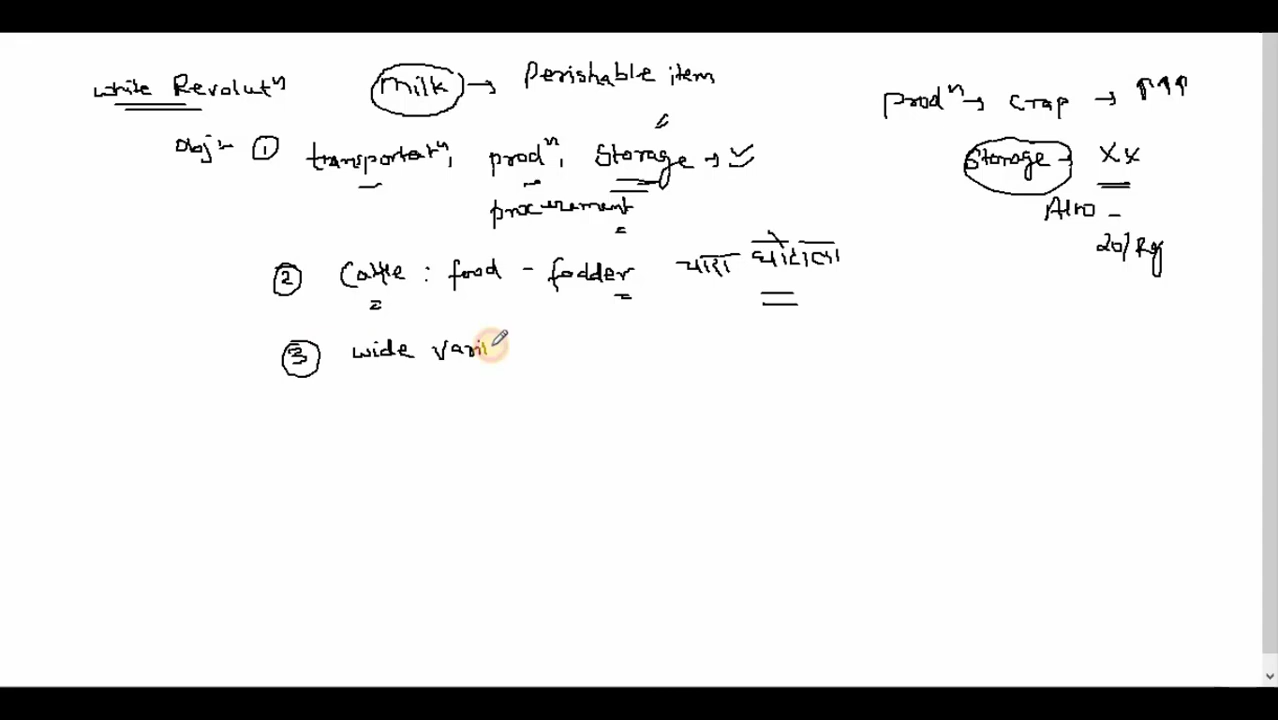 white Revolutⁿ
Milk → Perishable item
Obj:- ① transportatⁿ, prodⁿ, Storage →
procurement
② Cattle : food - fodder चारा घोटाला
③ wide vari
Prodⁿ → Crop → ↑↑↑
Storage → XX
20/Kg